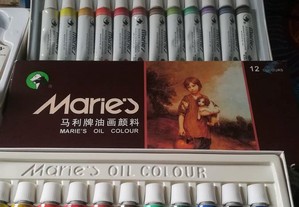 Marie's
马利牌油画颜料
MARIE'S OIL COLOUR
12
Marie's OIL COLOUR